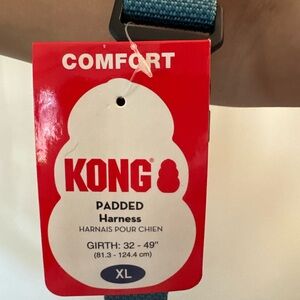 COMFORT
KONG®
PADDED
Harness
HARNAIS POUR CHIEN
GIRTH: 32 - 49"
(81.3 - 124.4 cm)
XL